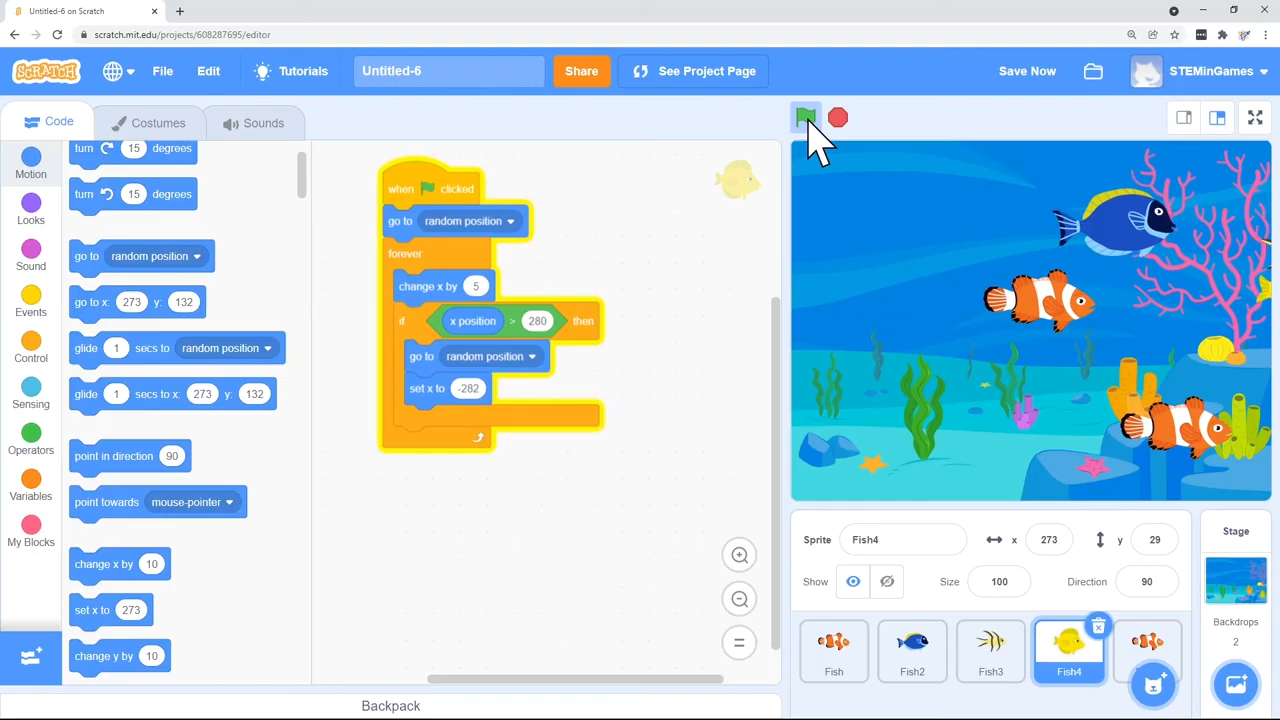 Untitled-6 on Scratch
scratch.mit.edu/projects/608287695/editor
SCRATCH
File
Edit
Tutorials
Untitled-6
Share
See Project Page
Save Now
STEMinGames
Code
Costumes
Sounds
Motion
Looks
Sound
Events
Control
Sensing
Operators
Variables
My Blocks
turn 15 degrees
turn 15 degrees
go to random position
go to x: 273 y: 132
glide 1 secs to random position
glide 1 secs to x: 273 y: 132
point in direction 90
point towards mouse-pointer
change x by 10
set x to 273
change y by 10
when clicked
go to random position
forever
change x by 5
if x position > 280 then
go to random position
set x to -282
Sprite Fish4 x 273 y 29
Show Size 100 Direction 90
Fish
Fish2
Fish3
Fish4
Stage
Backdrops
2
Backpack